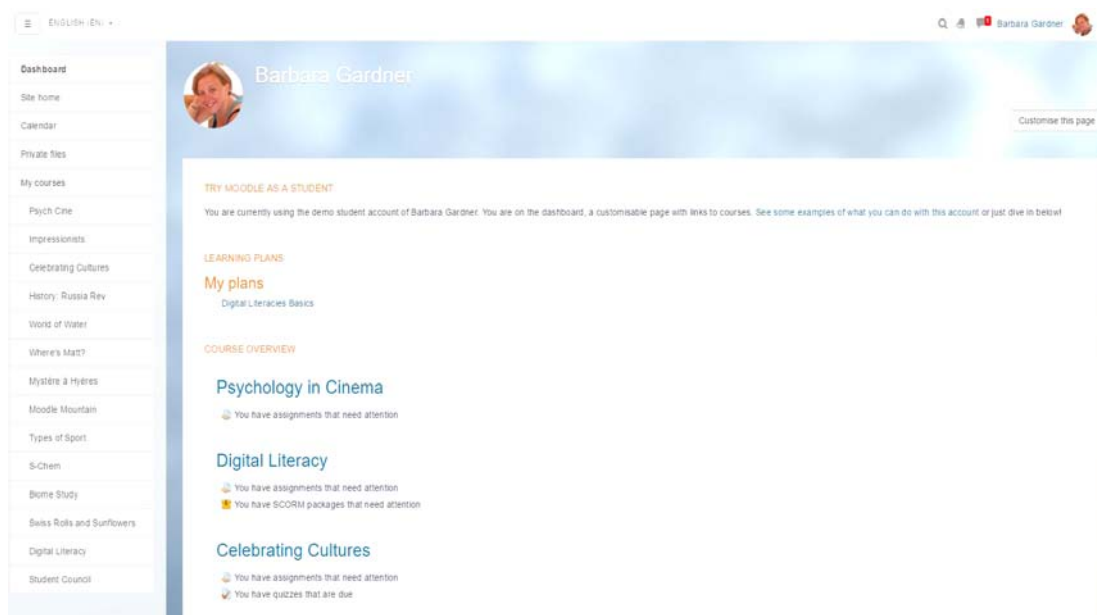 ENGLISH (EN)
Barbara Gardner
Dashboard
Site home
Calendar
Private files
My courses
Psych Cine
Impressionists
Celebrating Cultures
History: Russia Rev
World of Water
Where's Matt?
Mystère à Hyères
Moodle Mountain
Types of Sport
S-Chem
Biome Study
Swiss Rolls and Sunflowers
Digital Literacy
Student Council
Barbara Gardner
Customise this page
TRY MOODLE AS A STUDENT
You are currently using the demo student account of Barbara Gardner. You are on the dashboard, a customisable page with links to courses. See some examples of what you can do with this account or just dive in below!
LEARNING PLANS
My plans
Digital Literacies Basics
COURSE OVERVIEW
Psychology in Cinema
You have assignments that need attention
Digital Literacy
You have assignments that need attention
You have SCORM packages that need attention
Celebrating Cultures
You have assignments that need attention
You have quizzes that are due